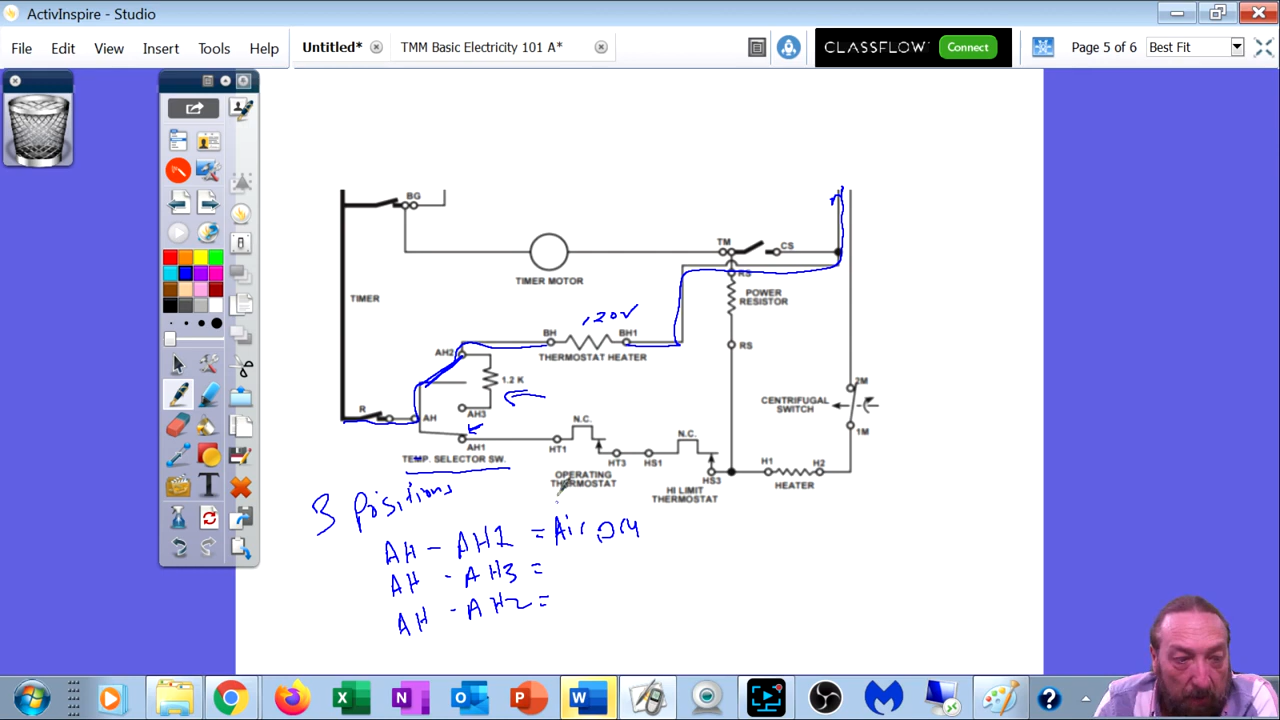 ActivInspire - Studio
File Edit View Insert Tools Help Untitled* TMM Basic Electricity 101 A* CLASSFLOW Connect Page 5 of 6 Best Fit
BG
TM CS
TIMER MOTOR
RS
POWER RESISTOR
TIMER
120v
BH BH1
THERMOSTAT HEATER
RS
AH2
1.2 K
2M
CENTRIFUGAL SWITCH
R AH AH3
N.C.
N.C.
1M
AH1 HT1 HT3 HS1
TEMP. SELECTOR SW.
H1 H2
OPERATING THERMOSTAT
HS3 HEATER
HI LIMIT THERMOSTAT
3 Positions
AH - AH1 = Air Dry
AH - AH3 =
AH - AH2 =